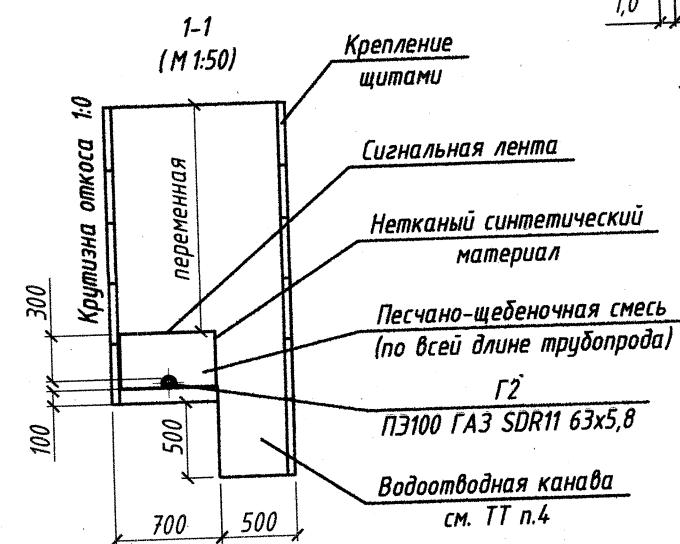 1-1
(М 1:50)
1,0
Крепление
щитами
Сигнальная лента
Нетканый синтетический
материал
Песчано-щебеночная смесь
(по всей длине трубопрода)
Г2
ПЭ100 ГАЗ SDR11 63х5,8
Водоотводная канава
см. ТТ п.4
Крутизна откоса 1:0
переменная
300
100
500
700
500